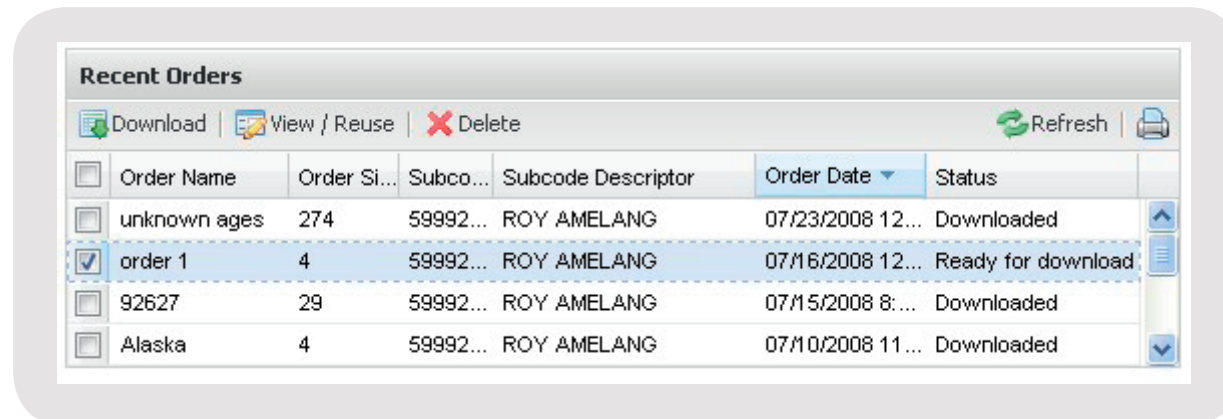 Recent Orders
Download | View / Reuse | Delete Refresh |
Order Name Order Si... Subco... Subcode Descriptor Order Date Status
unknown ages 274 59992... ROY AMELANG 07/23/2008 12... Downloaded
order 1 4 59992... ROY AMELANG 07/16/2008 12... Ready for download
92627 29 59992... ROY AMELANG 07/15/2008 8:... Downloaded
Alaska 4 59992... ROY AMELANG 07/10/2008 11... Downloaded